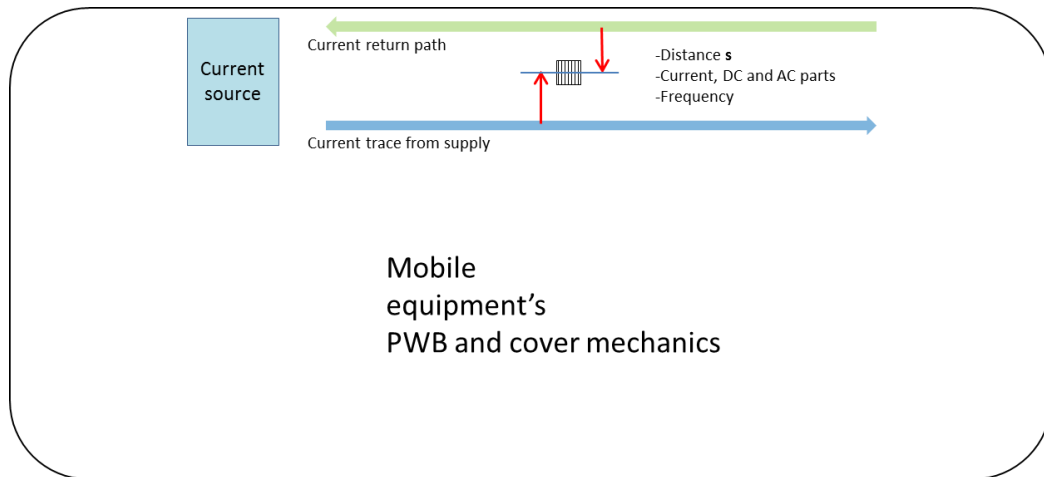 Current return path
Current
source
-Distance s
-Current, DC and AC parts
-Frequency
Current trace from supply
Mobile
equipment’s
PWB and cover mechanics